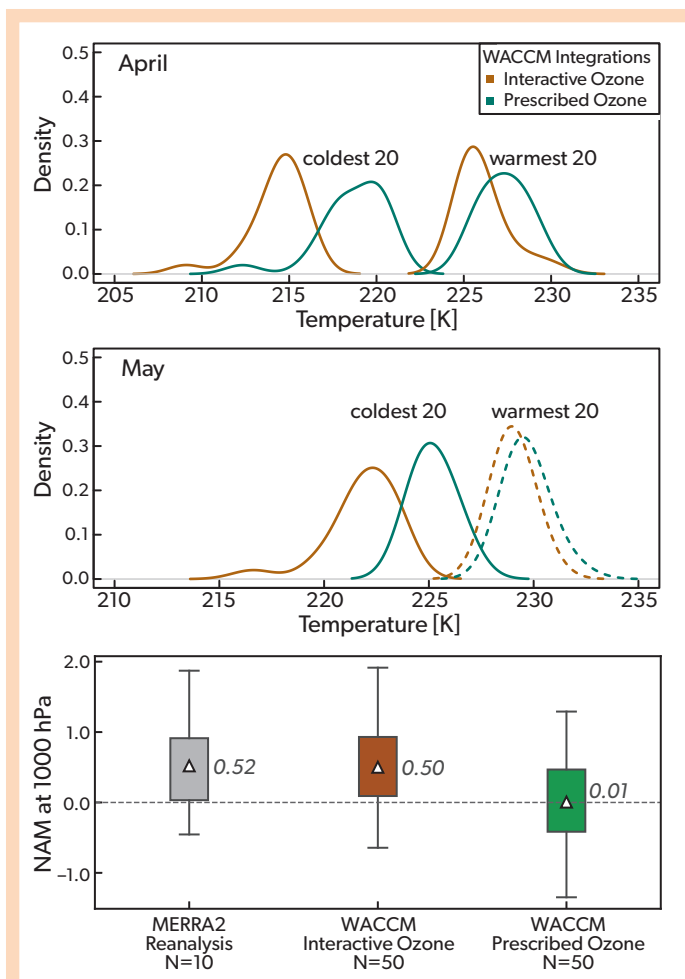 April
WACCM Integrations
Interactive Ozone
Prescribed Ozone
coldest 20
warmest 20
Density
0.5
0.4
0.3
0.2
0.1
0.0
205
210
215
220
225
230
235
Temperature [K]
May
coldest 20
warmest 20
Density
0.5
0.4
0.3
0.2
0.1
0.0
210
215
220
225
230
235
Temperature [K]
NAM at 1000 hPa
2.0
1.0
0.0
−1.0
0.52
0.50
0.01
MERRA2
Reanalysis
N=10
WACCM
Interactive Ozone
N=50
WACCM
Prescribed Ozone
N=50